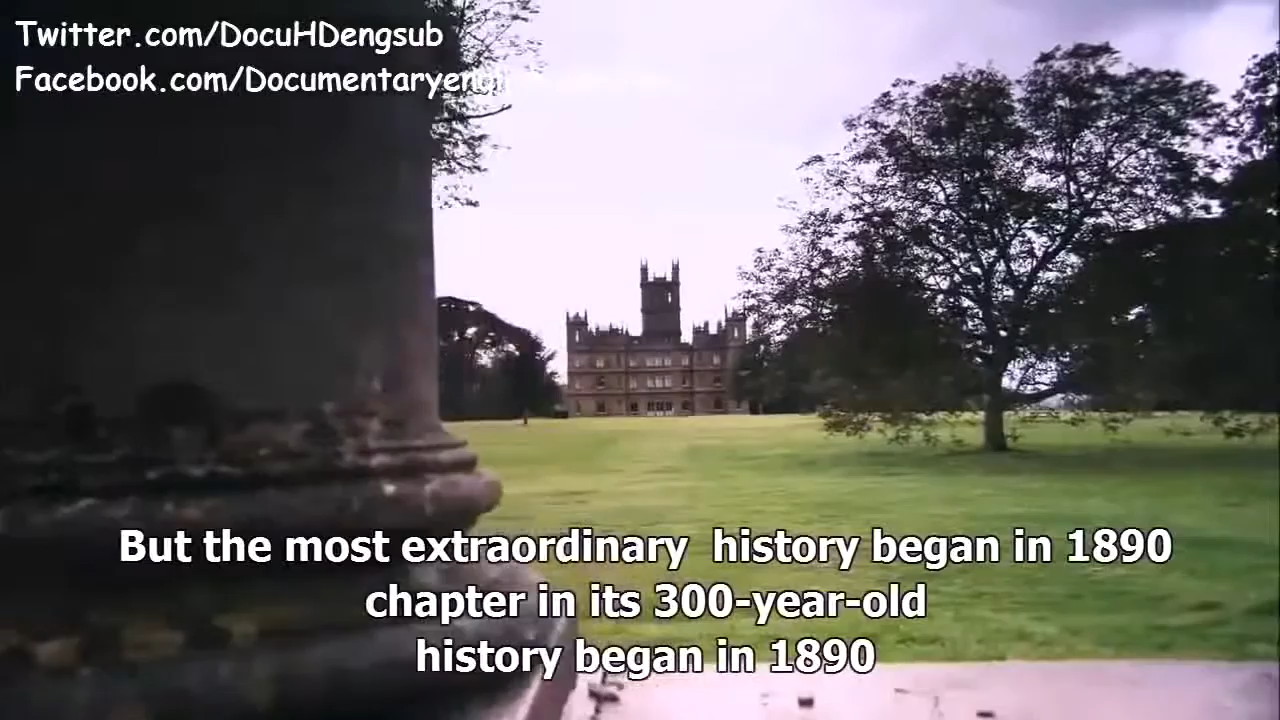 Twitter.com/DocuHDengsub
Facebook.com/Documentaryengl
But the most extraordinary  history began in 1890
chapter in its 300-year-old
history began in 1890